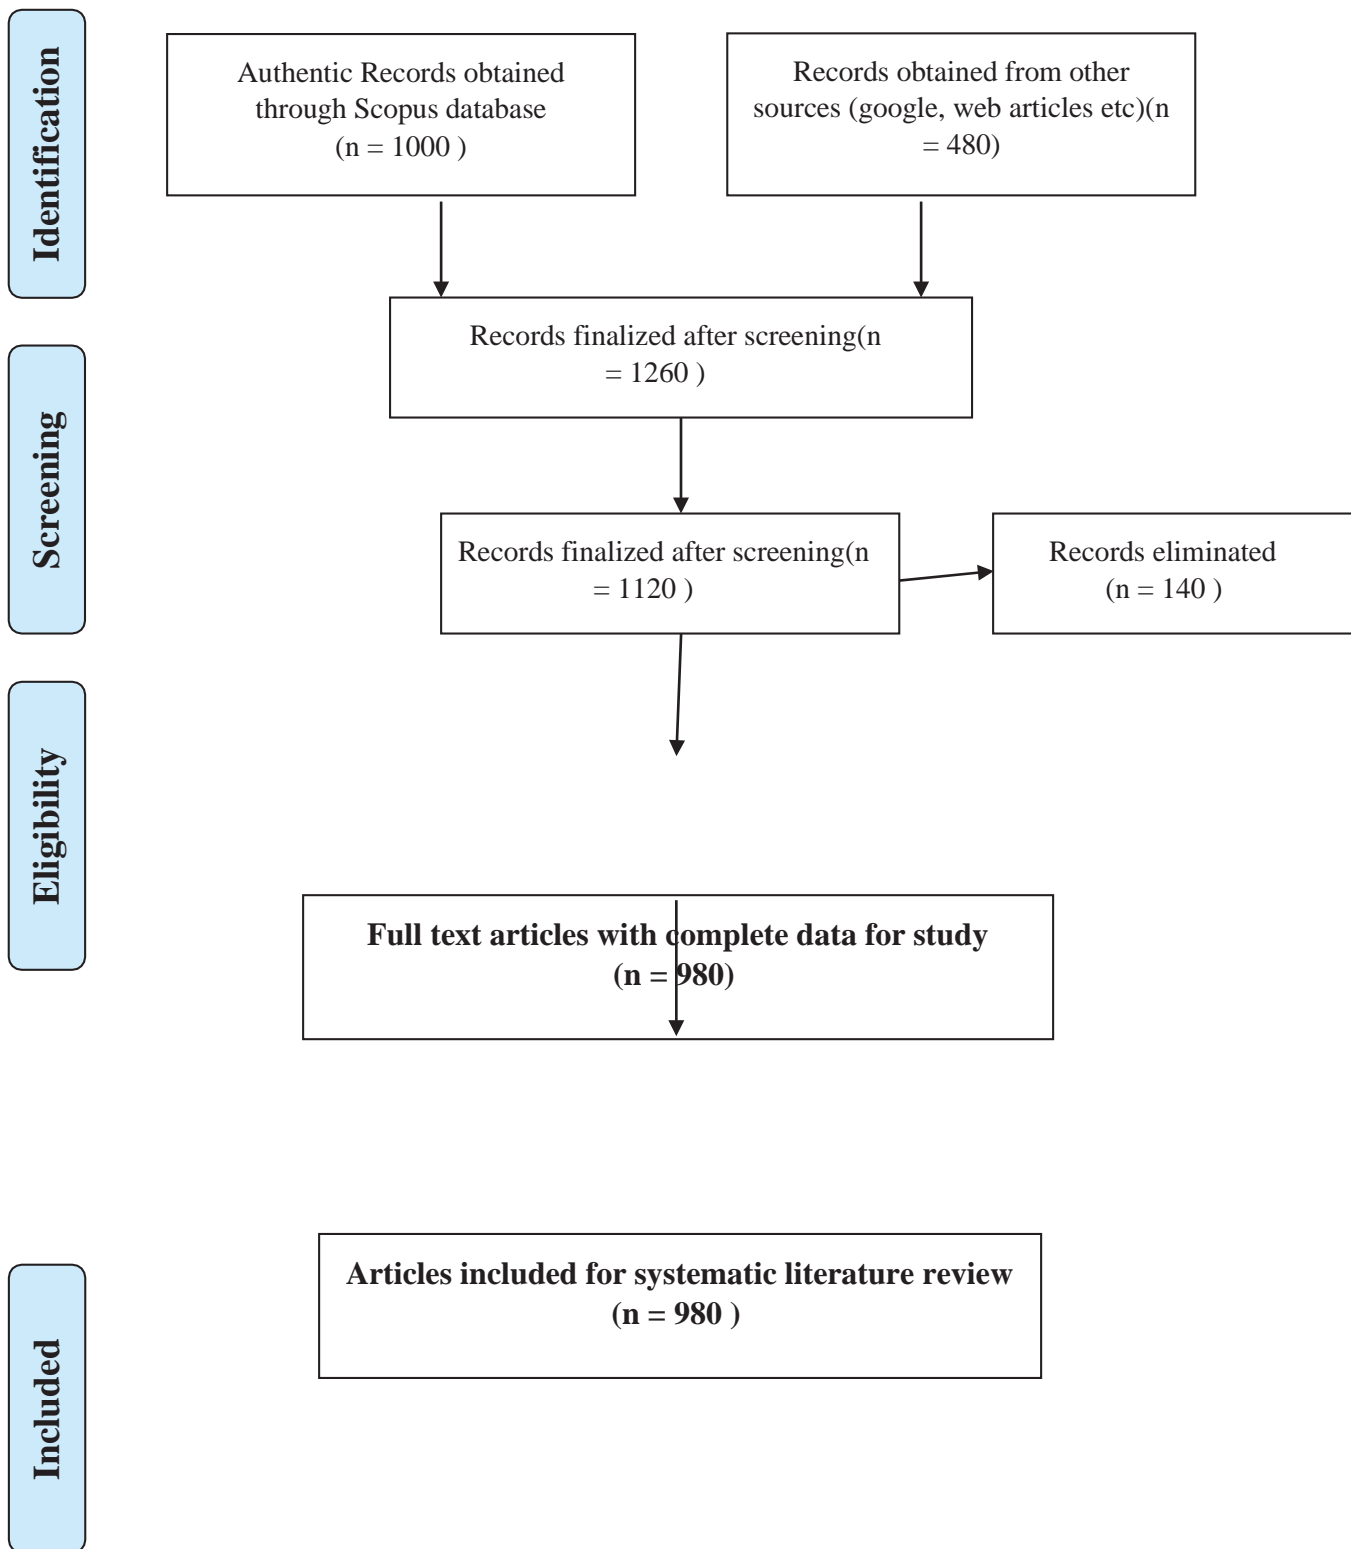 Identification
Authentic Records obtained
through Scopus database
(n = 1000 )
Records obtained from other
sources (google, web articles etc)(n
= 480)
Records finalized after screening(n
= 1260 )
Screening
Records finalized after screening(n
= 1120 )
Records eliminated
(n = 140 )
Eligibility
Full text articles with complete data for study
(n = 980)
Articles included for systematic literature review
(n = 980 )
Included